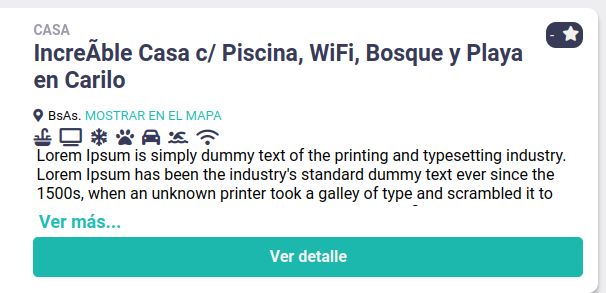 CASA
IncreÃble Casa c/ Piscina, WiFi, Bosque y Playa
en Carilo
-
BsAs. MOSTRAR EN EL MAPA
Lorem Ipsum is simply dummy text of the printing and typesetting industry.
Lorem Ipsum has been the industry's standard dummy text ever since the
1500s, when an unknown printer took a galley of type and scrambled it to
Ver más...
Ver detalle